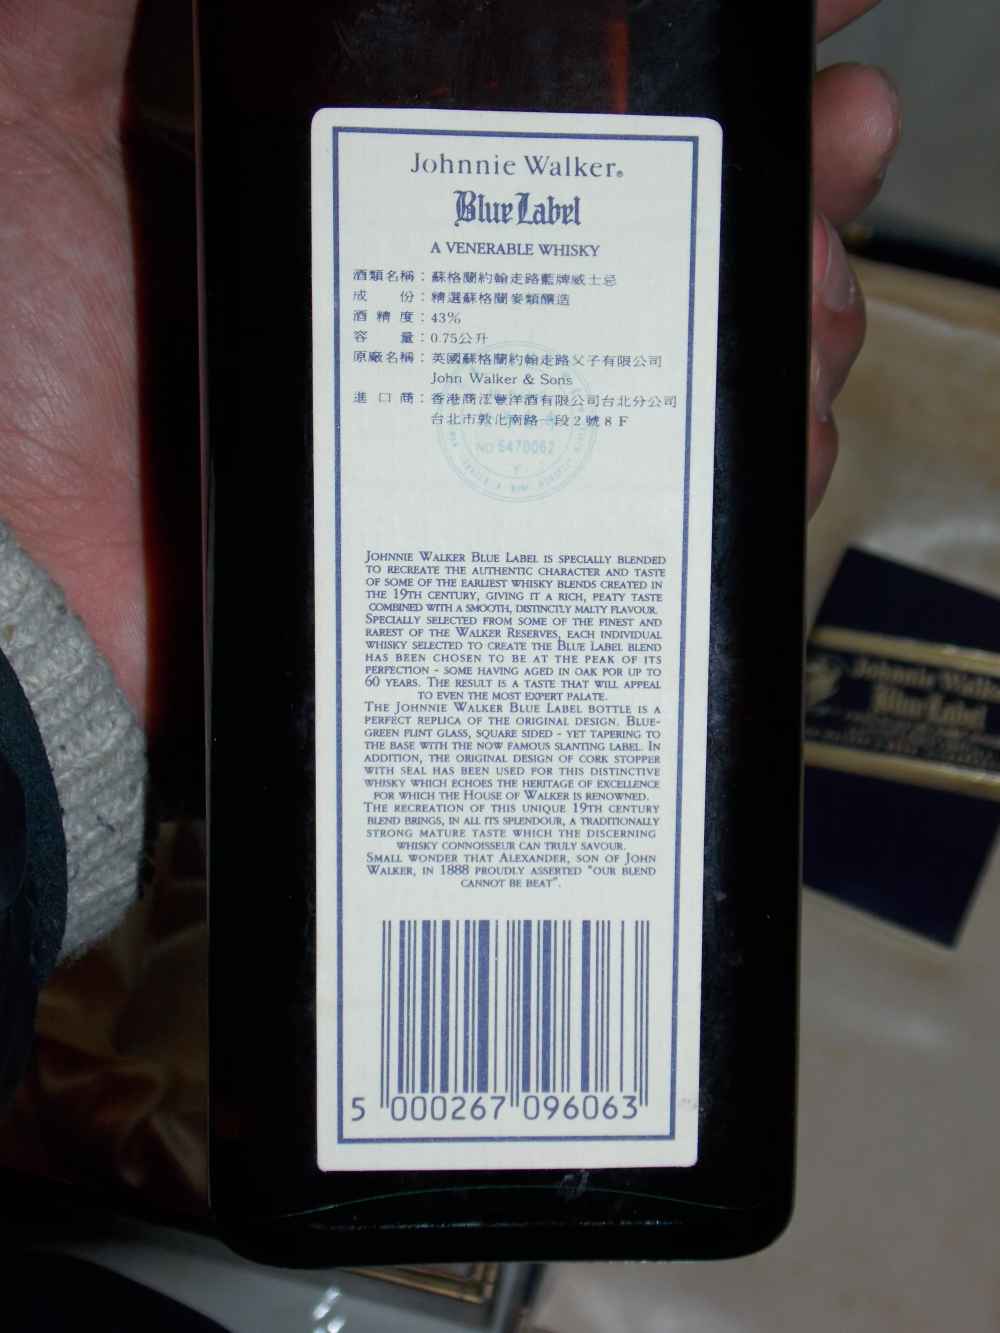 Johnnie Walker®
Blue Label
A VENERABLE WHISKY
酒類名稱：蘇格蘭約翰走路藍牌威士忌
成份：精選蘇格蘭麥類釀造
酒精度：43%
容量：0.75公升
原廠名稱：英國蘇格蘭約翰走路父子有限公司
John Walker & Sons
進口商：香港商法豐洋酒有限公司台北分公司
台北市敦化南路一段2號8F
NO 6470062
JOHNNIE WALKER BLUE LABEL IS SPECIALLY BLENDED
TO RECREATE THE AUTHENTIC CHARACTER AND TASTE
OF SOME OF THE EARLIEST WHISKY BLENDS CREATED IN
THE 19TH CENTURY, GIVING IT A RICH, PEATY TASTE
COMBINED WITH A SMOOTH, DISTINCTLY MALTY FLAVOUR.
SPECIALLY SELECTED FROM SOME OF THE FINEST AND
RAREST OF THE WALKER RESERVES, EACH INDIVIDUAL
WHISKY SELECTED TO CREATE THE BLUE LABEL BLEND
HAS BEEN CHOSEN TO BE AT THE PEAK OF ITS
PERFECTION - SOME HAVING AGED IN OAK FOR UP TO
60 YEARS. THE RESULT IS A TASTE THAT WILL APPEAL
TO EVEN THE MOST EXPERT PALATE.
THE JOHNNIE WALKER BLUE LABEL BOTTLE IS A
PERFECT REPLICA OF THE ORIGINAL DESIGN. BLUE-
GREEN FLINT GLASS, SQUARE SIDED - YET TAPERING TO
THE BASE WITH THE NOW FAMOUS SLANTING LABEL. IN
ADDITION, THE ORIGINAL DESIGN OF CORK STOPPER
WITH SEAL HAS BEEN USED FOR THIS DISTINCTIVE
WHISKY WHICH ECHOES THE HERITAGE OF EXCELLENCE
FOR WHICH THE HOUSE OF WALKER IS RENOWNED.
THE RECREATION OF THIS UNIQUE 19TH CENTURY
BLEND BRINGS, IN ALL ITS SPLENDOUR, A TRADITIONALLY
STRONG MATURE TASTE WHICH THE DISCERNING
WHISKY CONNOISSEUR CAN TRULY SAVOUR.
SMALL WONDER THAT ALEXANDER, SON OF JOHN
WALKER, IN 1888 PROUDLY ASSERTED "OUR BLEND
CANNOT BE BEAT".
5 000267 096063
Johnnie Walker
Blue Label